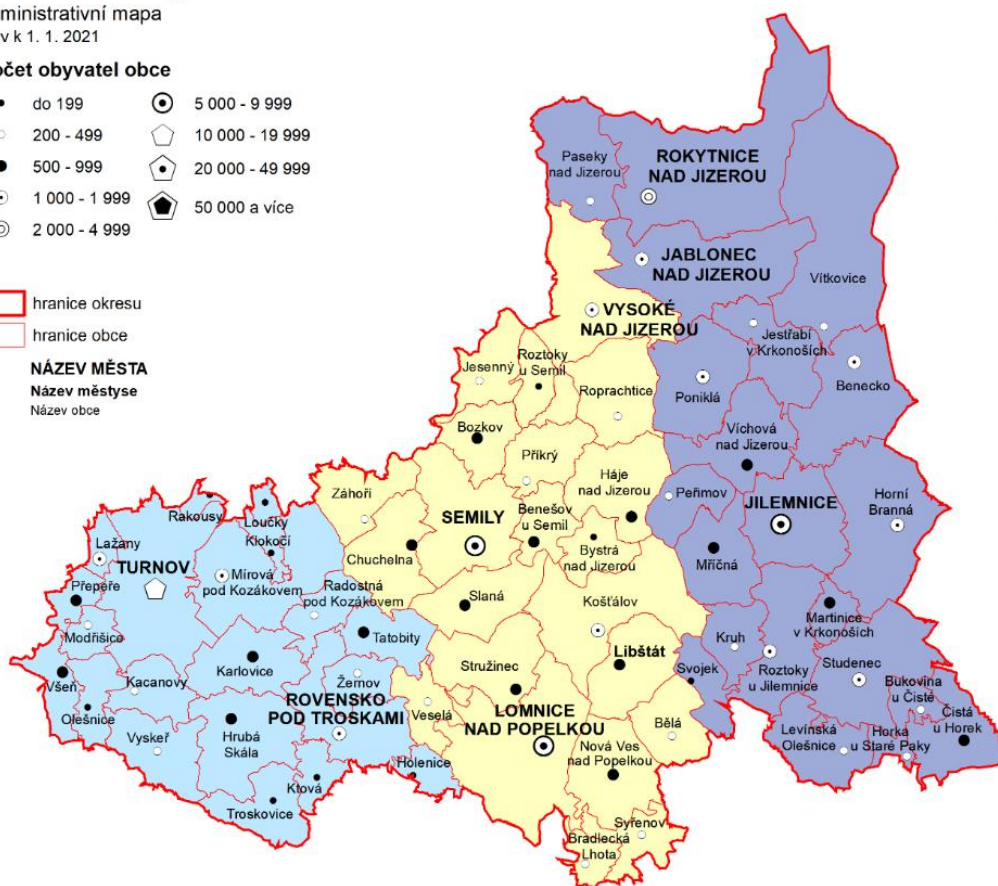 ministrativní mapa
v k 1. 1. 2021
očet obyvatel obce
do 199
200 - 499
500 - 999
1 000 - 1 999
2 000 - 4 999
5 000 - 9 999
10 000 - 19 999
20 000 - 49 999
50 000 a více
hranice okresu
hranice obce
NÁZEV MĚSTA
Název městyse
Název obce
Paseky
nad Jizerou
ROKYTNICE
NAD JIZEROU
JABLONEC
NAD JIZEROU
Vítkovice
VYSOKÉ
NAD JIZEROU
Jestřabí
v Krkonoších
Roztoky
u Semil
Jesenný
Roprachtice
Poniklá
Benecko
Bozkov
Víchová
nad Jizerou
Příkrý
Háje
nad Jizerou
Záhoří
Peřimov
Horní
Branná
JILEMNICE
SEMILY
Benešov
u Semil
Rakousy
Loučky
Klokočí
Lažany
Chuchelna
Bystrá
nad Jizerou
Mříčná
TURNOV
Mírová
pod Kozákovem
Přepeře
Radostná
pod Kozákovem
Slaná
Košťálov
Martinice
v Krkonoších
Modřišice
Tatobity
Kruh
Libštát
Karlovice
Stružinec
Svojek
Roztoky
u Jilemnice
Studenec
Všeň
Kacanovy
Žernov
Bukovina
u Čisté
ROVENSKO
POD TROSKAMI
Olešnice
Veselá
LOMNICE
NAD POPELKOU
Bělá
Čistá
u Horek
Levínská
Olešnice
Horka
u Staré Paky
Vyskeř
Hrubá
Skála
Nová Ves
nad Popelkou
Holenice
Ktová
Troskovice
Syřenov
Bradlecká
Lhota